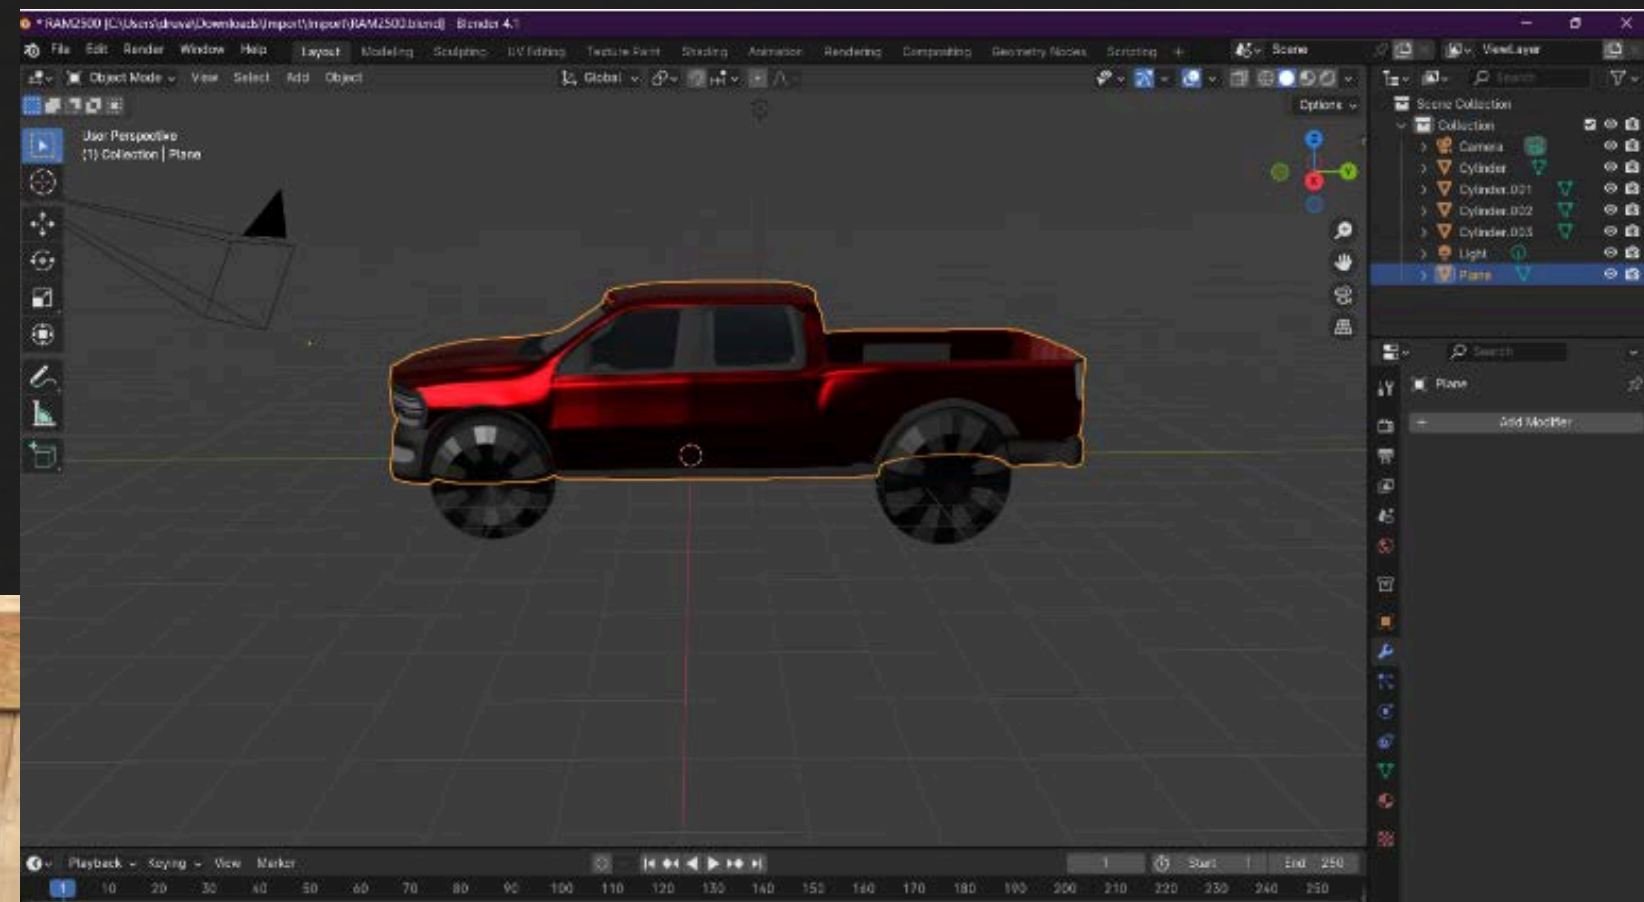 * RAM2500 [C:\Users\druva\Downloads\Import\Import\RAM2500.blend] Blender 4.1
File Edit Render Window Help Layout Modeling Sculpting UV Editing Texture Paint Shading Animation Rendering Compositing Geometry Nodes Scripting + Scene ViewLayer
Object Mode View Select Add Object Global Search
Options
User Perspective
(1) Collection | Plane
Scene Collection
Collection
Camera
Cylinder
Cylinder.001
Cylinder.002
Cylinder.003
Light
Plane
Z
Y
X
Search
Plane
+ Add Modifier
Playback Keying View Marker 1 Start 1 End 250
1 10 20 30 40 50 60 70 80 90 100 110 120 130 140 150 160 170 180 190 200 210 220 230 240 250